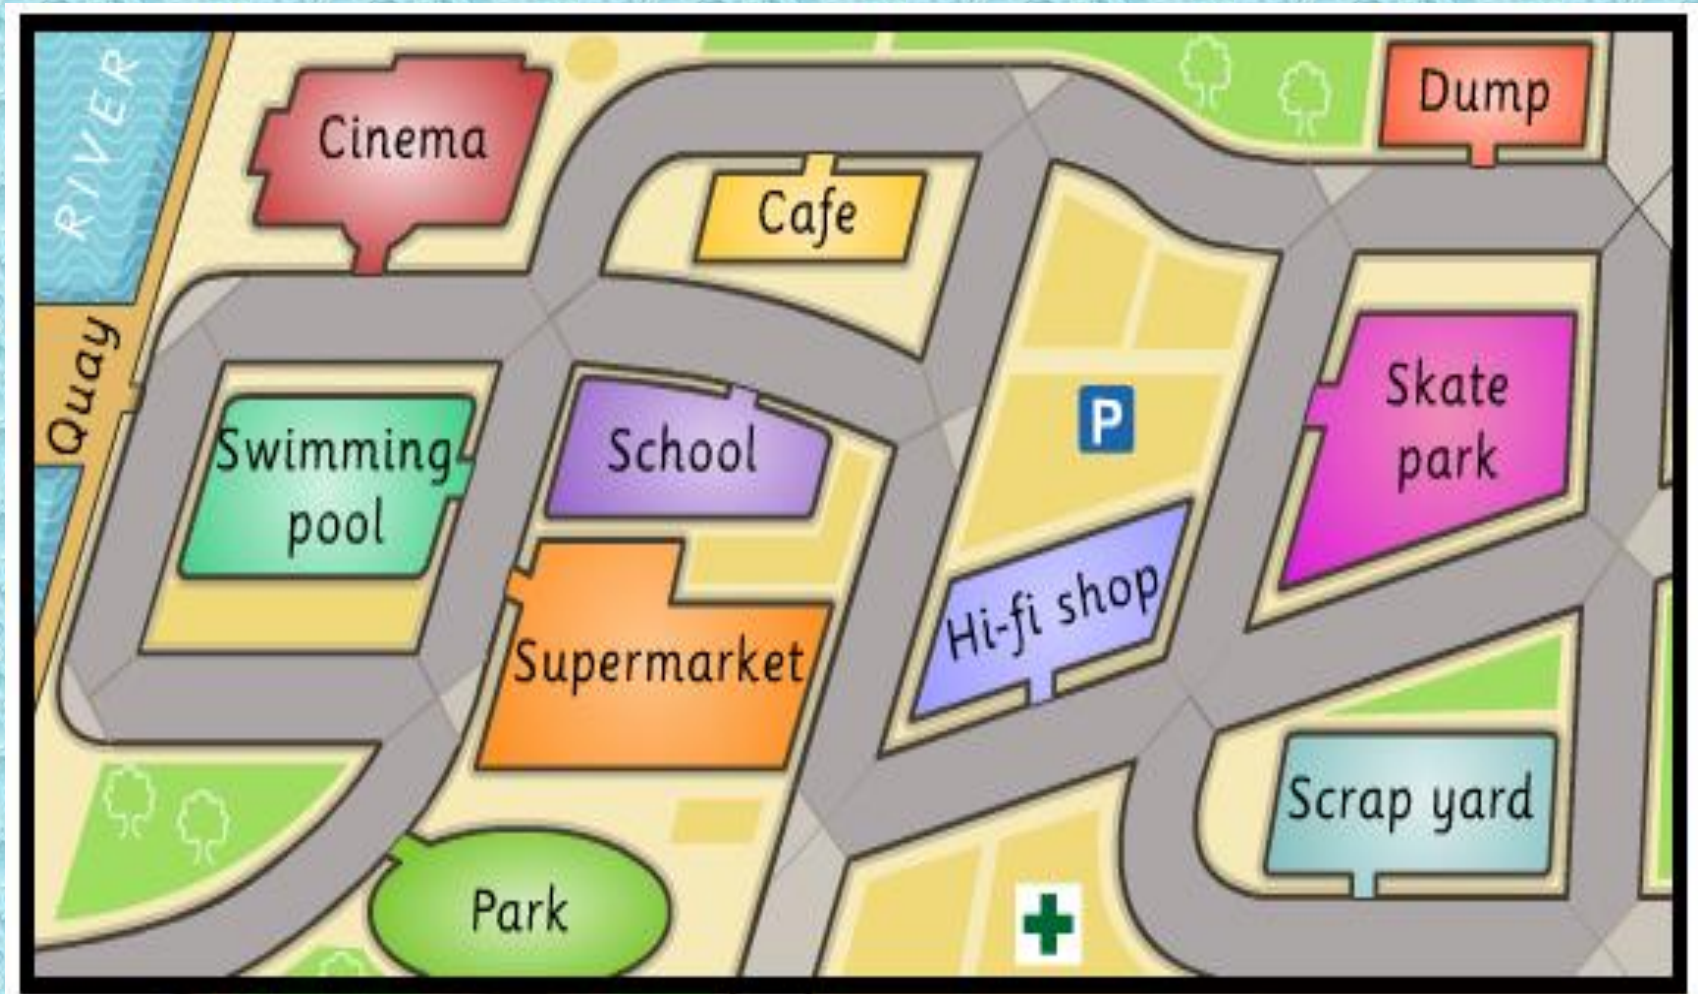 RIVER
Cinema
Dump
Cafe
Quay
Swimming
pool
School
P
Skate
park
Hi-fi shop
Supermarket
Scrap yard
Park